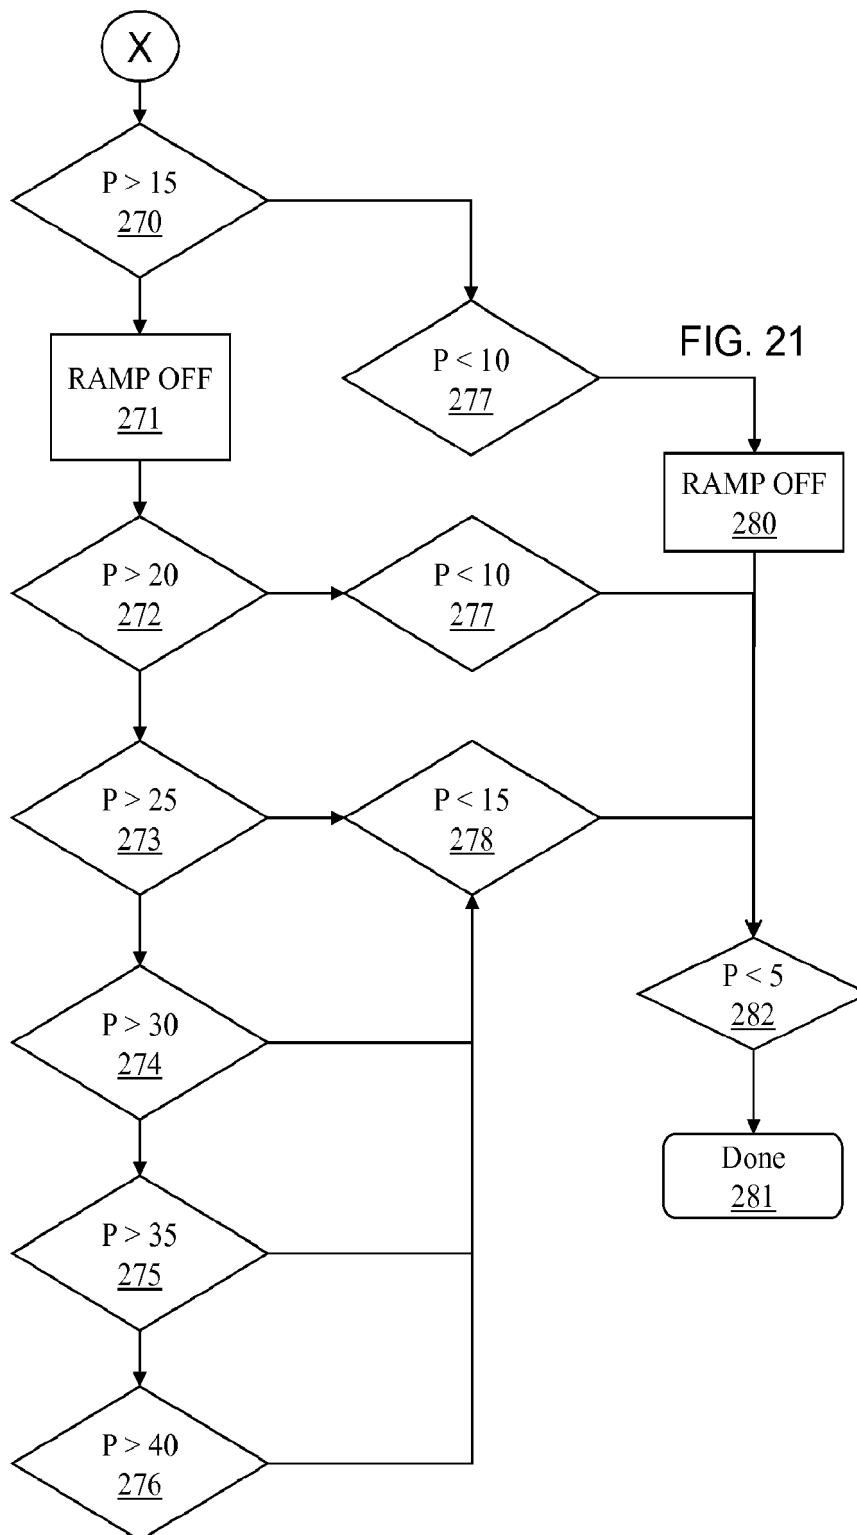 X
P > 15
270
FIG. 21
P < 10
277
RAMP OFF
271
RAMP OFF
280
P > 20
272
P < 10
277
P > 25
273
P < 15
278
P < 5
282
P > 30
274
Done
281
P > 35
275
P > 40
276